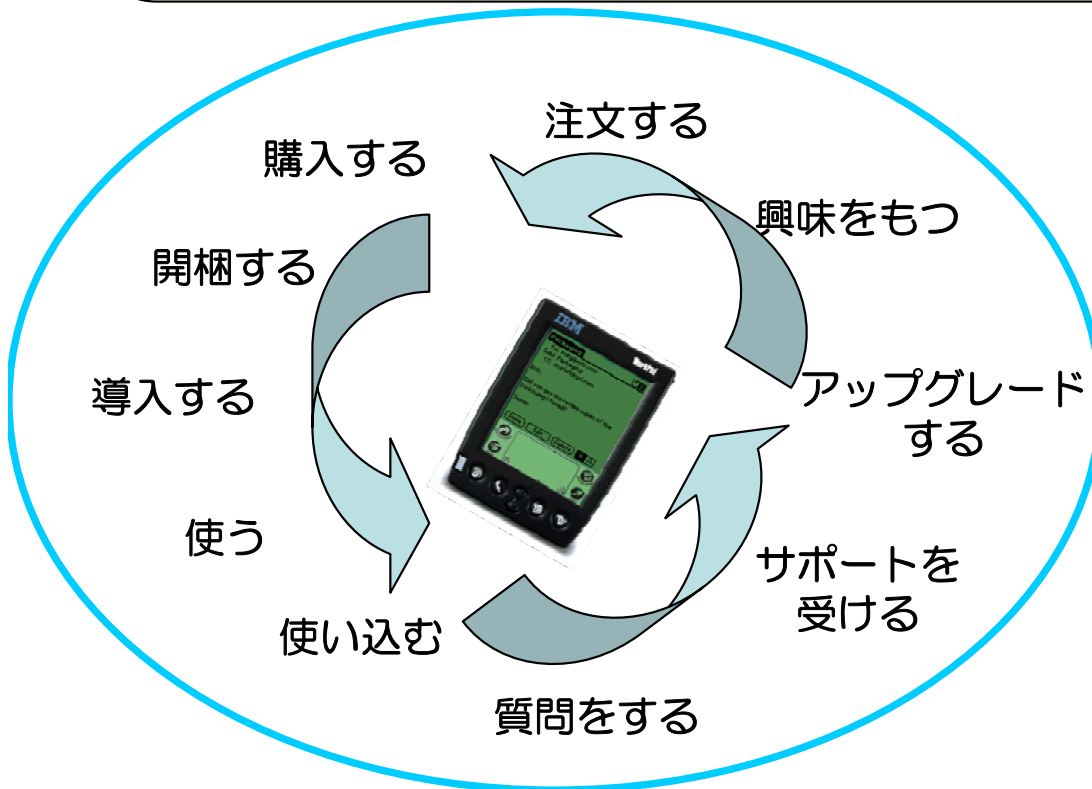 注文する
購入する
興味をもつ
開梱する
IBM
導入する
アップグレード
する
使う
サポートを
受ける
使い込む
質問をする